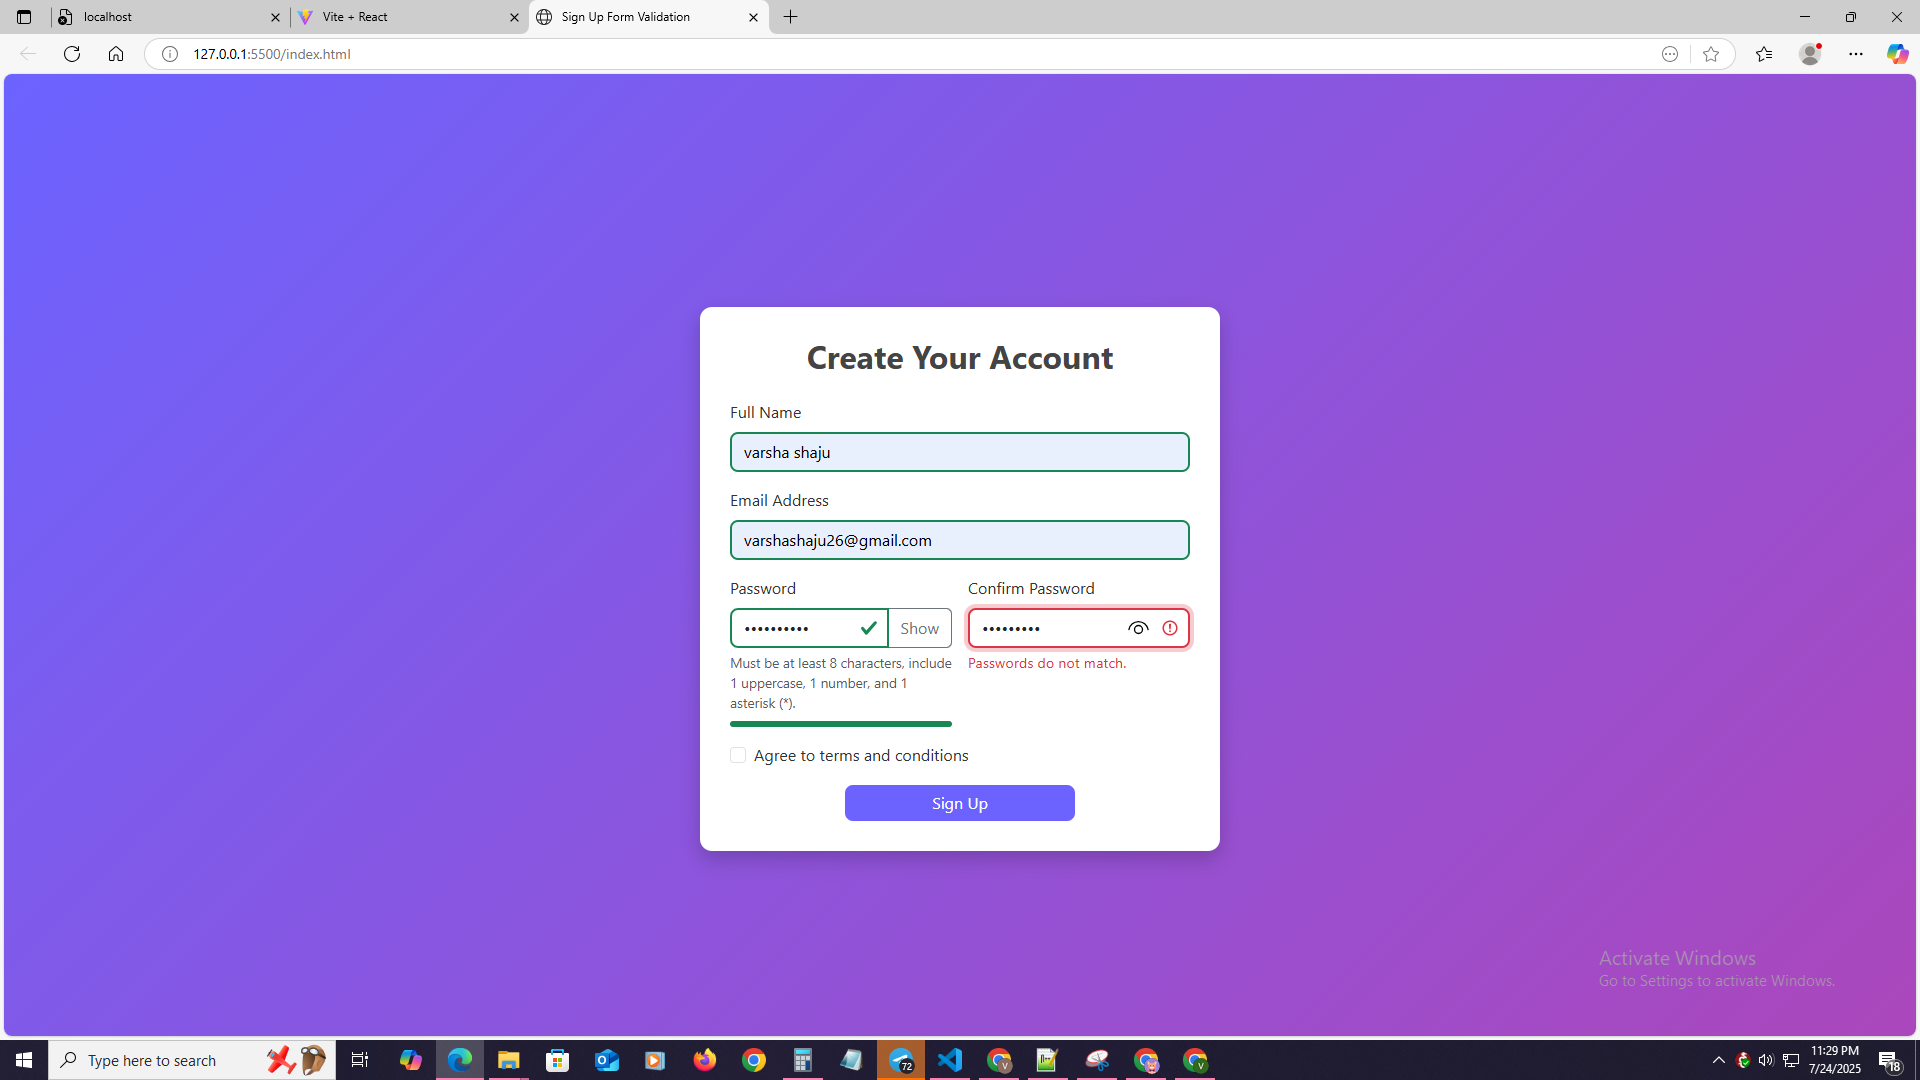 localhost
Vite + React
Sign Up Form Validation
127.0.0.1:5500/index.html
Create Your Account
Full Name
varsha shaju
Email Address
varshashaju26@gmail.com
Password
Confirm Password
•••••••••• Show
•••••••••
Must be at least 8 characters, include
1 uppercase, 1 number, and 1
asterisk (*).
Passwords do not match.
Agree to terms and conditions
Sign Up
Activate Windows
Go to Settings to activate Windows.
Type here to search
72
V
V
11:29 PM
7/24/2025
18